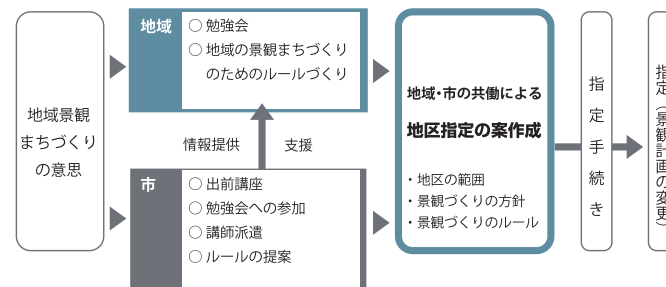 地域景観
まちづくり
の意思
地域
○ 勉強会
○ 地域の景観まちづくり
のためのルールづくり
情報提供
支援
市
○ 出前講座
○ 勉強会への参加
○ 講師派遣
○ ルールの提案
地域・市の共働による
地区指定の案作成
・地区の範囲
・景観づくりの方針
・景観づくりのルール
指定手続き
指定（景観計画の変更）